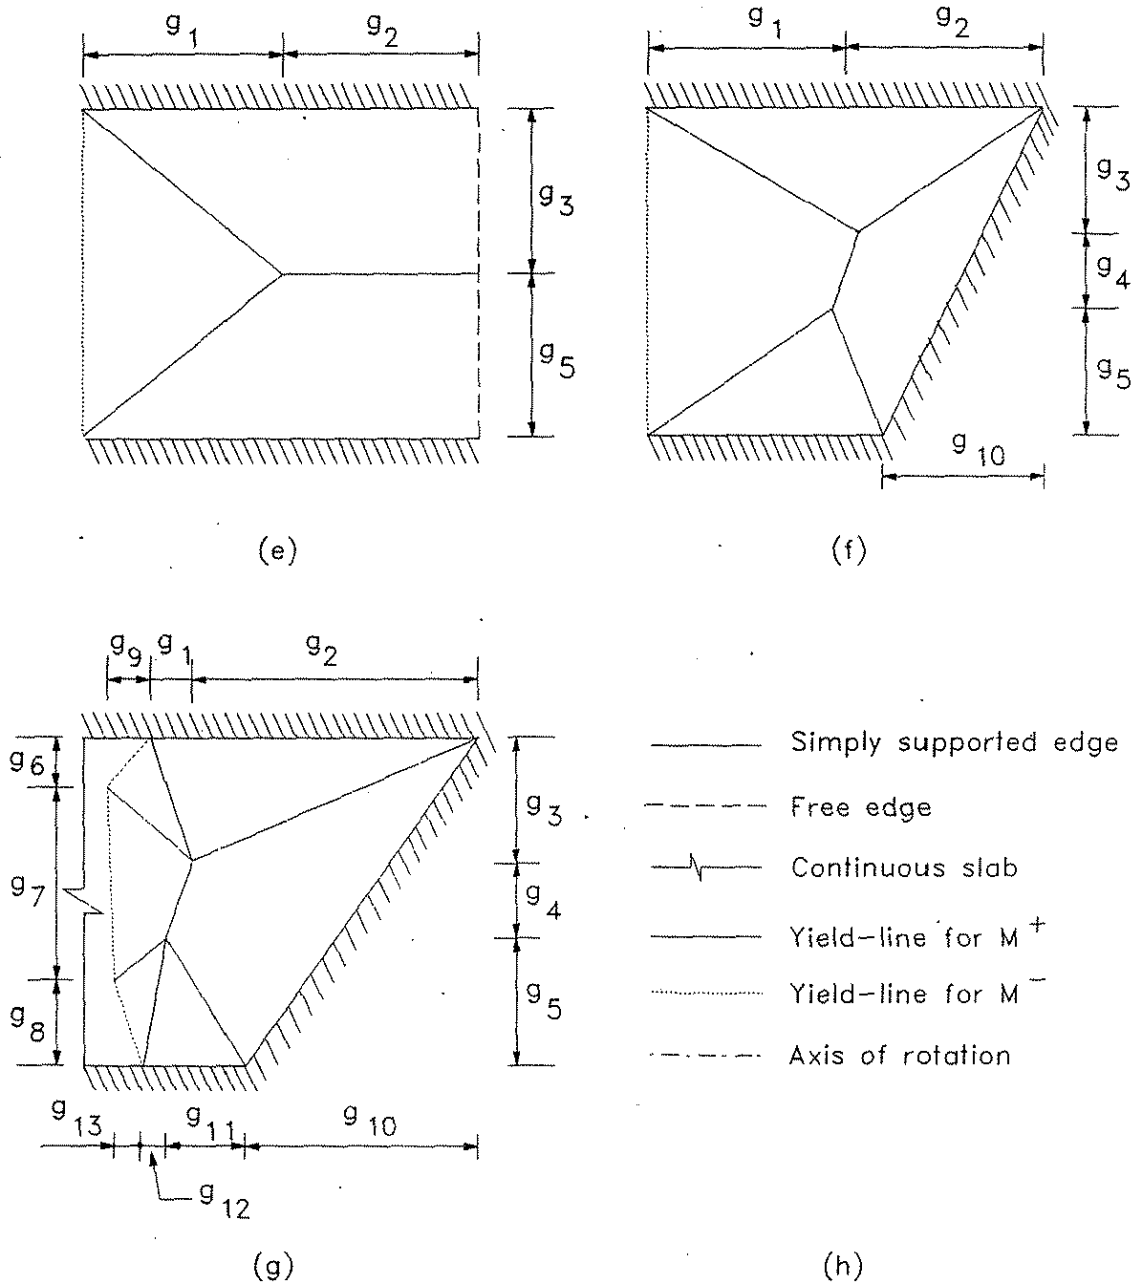 g1 g2
g3
g5
(e)
g1 g2
g3
g4
g5
g10
(f)
g9 g1 g2
g6
g7
g8
g3
g4
g5
g13 g11 g10
g12
(g)
Simply supported edge
Free edge
Continuous slab
Yield-line for M+
Yield-line for M-
Axis of rotation
(h)